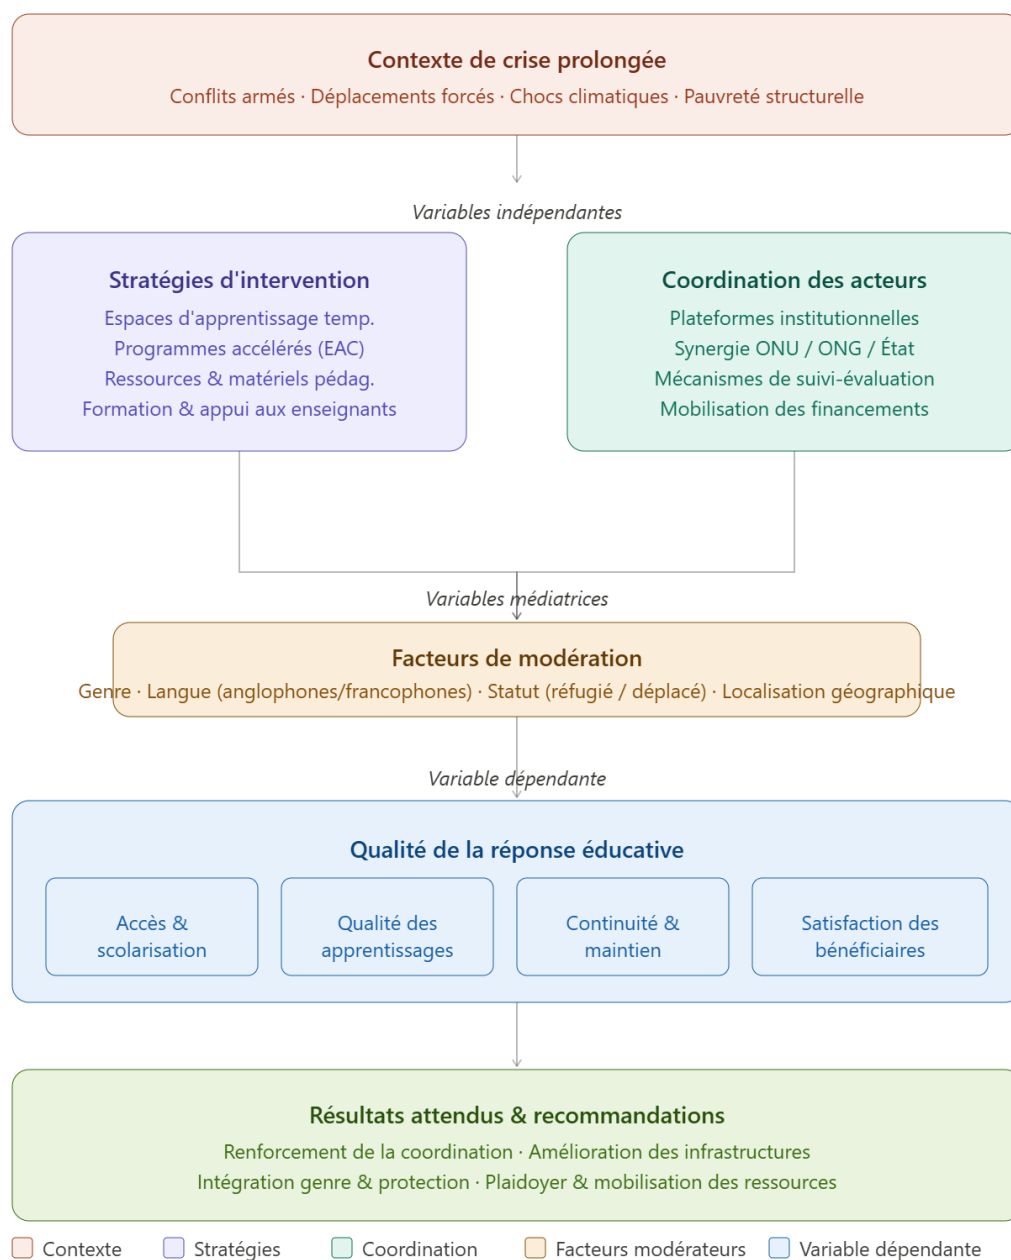 Contexte de crise prolongée
Conflits armés · Déplacements forcés · Chocs climatiques · Pauvreté structurelle
Variables indépendantes
Stratégies d'intervention
Espaces d'apprentissage temp.
Programmes accélérés (EAC)
Ressources & matériels pédag.
Formation & appui aux enseignants
Coordination des acteurs
Plateformes institutionnelles
Synergie ONU / ONG / État
Mécanismes de suivi-évaluation
Mobilisation des financements
Variables médiatrices
Facteurs de modération
Genre · Langue (anglophones/francophones) · Statut (réfugié / déplacé) · Localisation géographique
Variable dépendante
Qualité de la réponse éducative
Accès &
scolarisation
Qualité des
apprentissages
Continuité &
maintien
Satisfaction des
bénéficiaires
Résultats attendus & recommandations
Renforcement de la coordination · Amélioration des infrastructures
Intégration genre & protection · Plaidoyer & mobilisation des ressources
Contexte
Stratégies
Coordination
Facteurs modérateurs
Variable dépendante